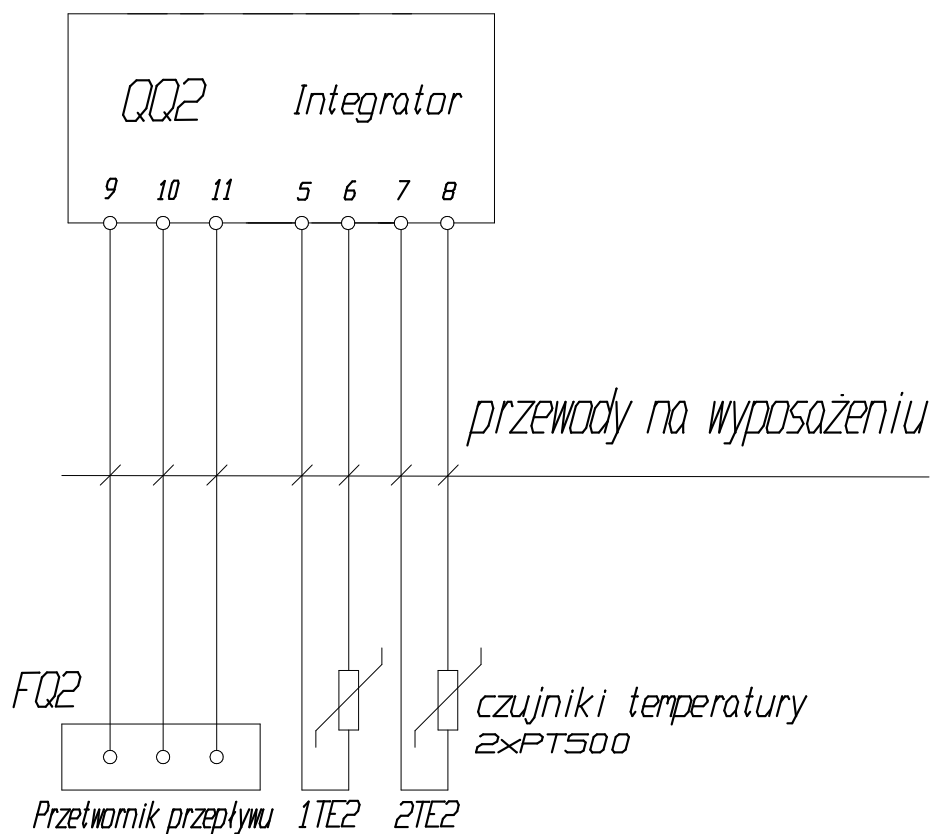 QQ2 Integrator
9 10 11 5 6 7 8
przewody na wyposażeniu
FQ2
czujniki temperatury
2xPT500
Przetwornik przepływu 1TE2 2TE2